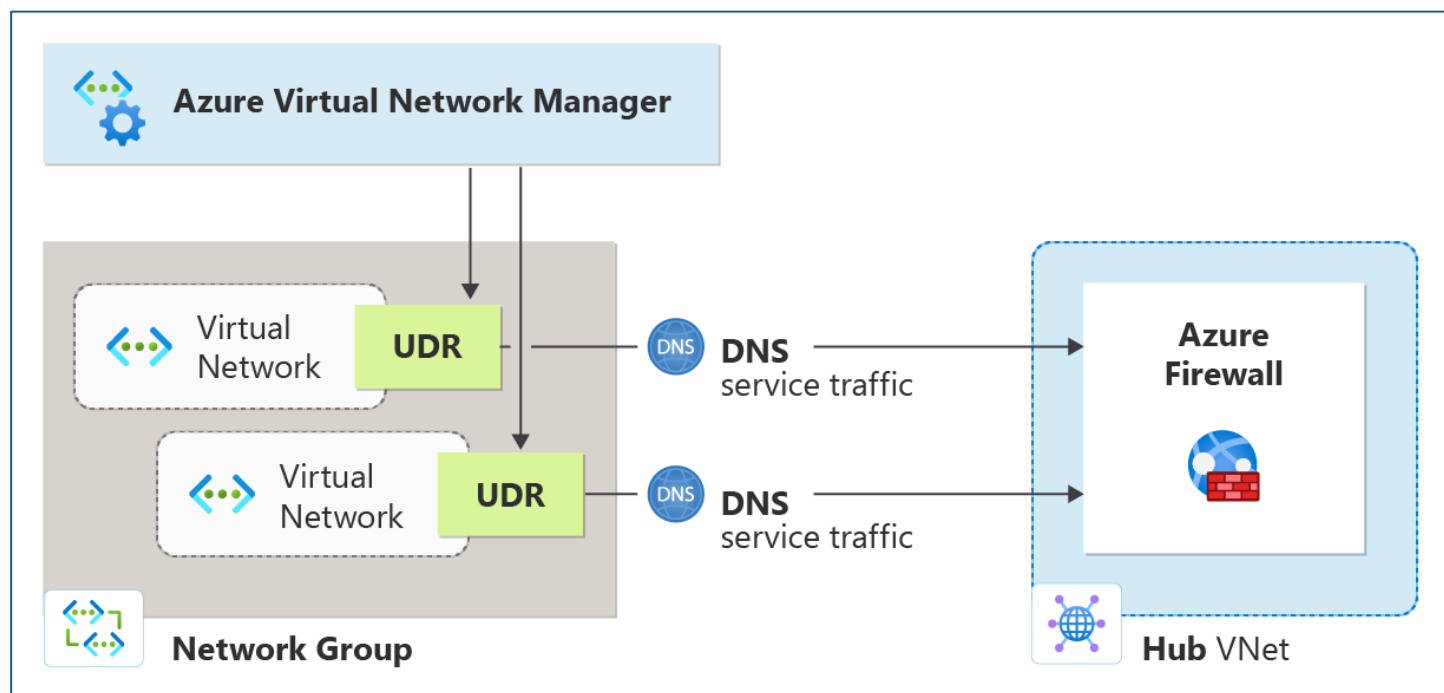 Azure Virtual Network Manager
Virtual
Network
UDR
DNS
DNS
service traffic
Azure
Firewall
Virtual
Network
UDR
DNS
DNS
service traffic
Network Group
Hub VNet